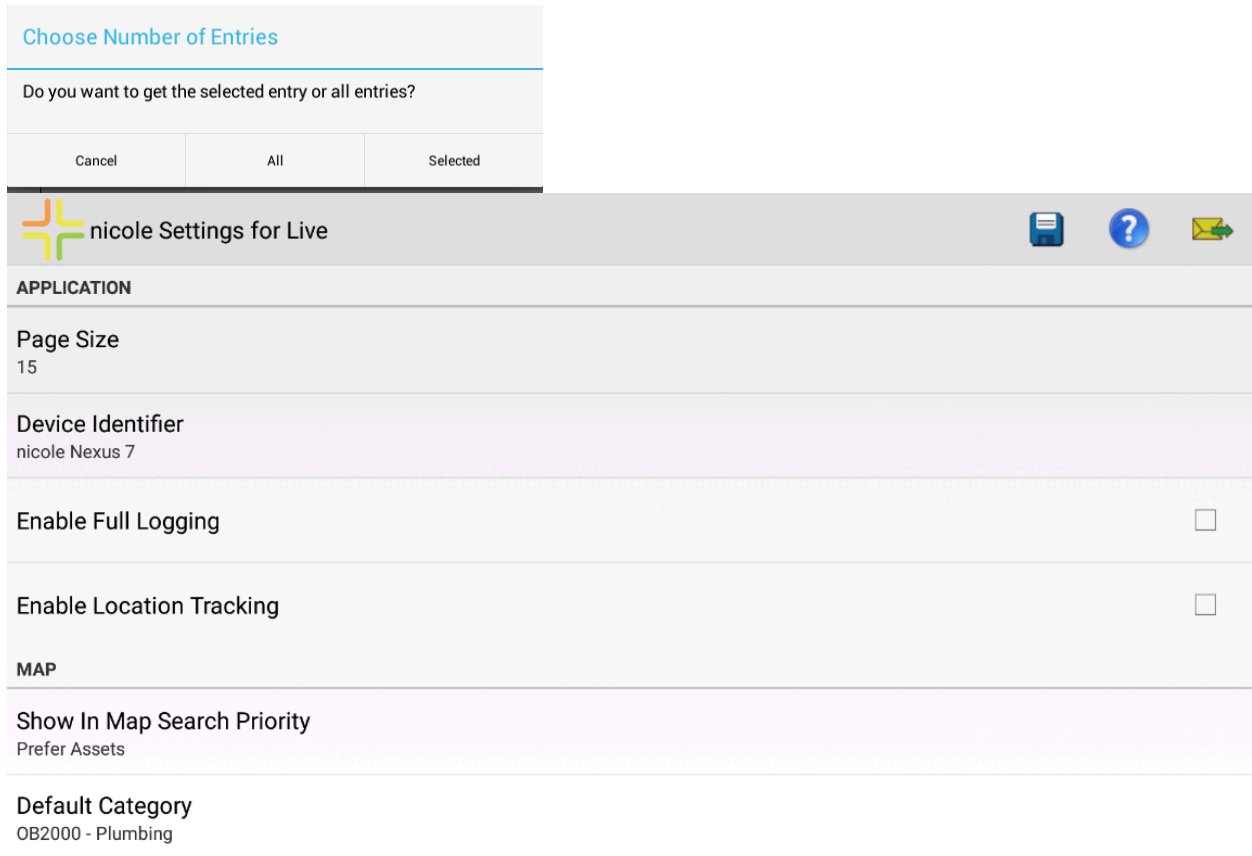 Choose Number of Entries
Do you want to get the selected entry or all entries?
Cancel All Selected
nicole Settings for Live
APPLICATION
Page Size
15
Device Identifier
nicole Nexus 7
Enable Full Logging
Enable Location Tracking
MAP
Show In Map Search Priority
Prefer Assets
Default Category
OB2000 - Plumbing